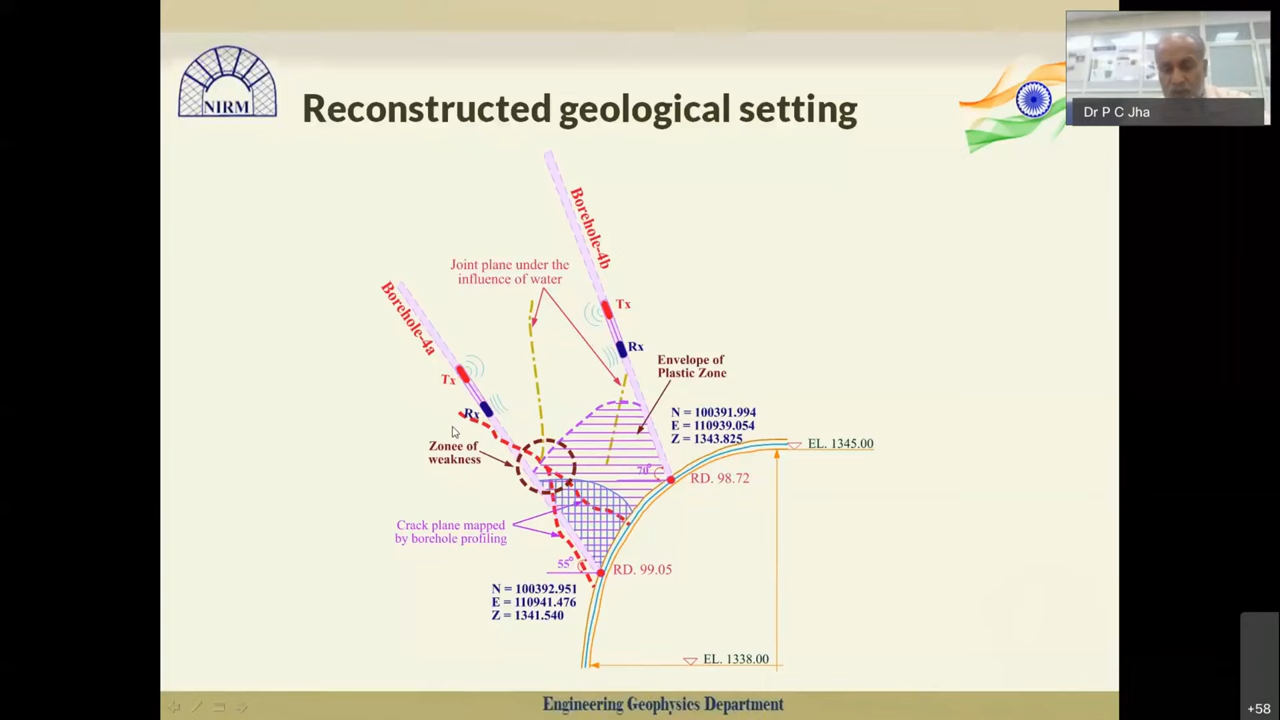 NIRM
Reconstructed geological setting
Dr P C Jha
Borehole-4b
Joint plane under the
influence of water
Borehole-4a
Tx
Rx
Tx
Rx
Envelope of
Plastic Zone
N = 100391.994
E = 110939.054
Z = 1343.825
EL. 1345.00
Zonee of
weakness
70°
RD. 98.72
Crack plane mapped
by borehole profiling
55°
RD. 99.05
N = 100392.951
E = 110941.476
Z = 1341.540
EL. 1338.00
Engineering Geophysics Department
+58